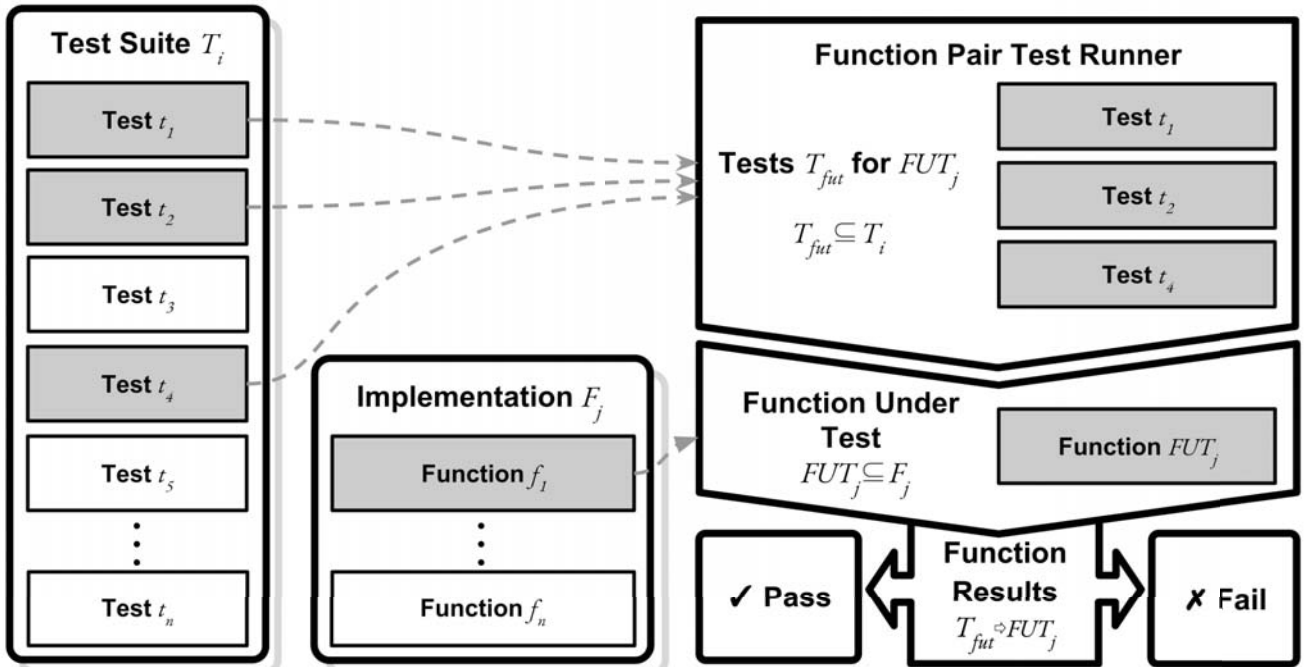 Test Suite T_i
Test t_1
Test t_2
Test t_3
Test t_4
Test t_5
Test t_n
Implementation F_j
Function f_1
Function f_n
Function Pair Test Runner
Tests T_fut for FUT_j
T_fut ⊆ T_i
Test t_1
Test t_2
Test t_4
Function Under
Test
FUT_j ⊆ F_j
Function FUT_j
✓ Pass
Function
Results
T_fut ⇨ FUT_j
✗ Fail